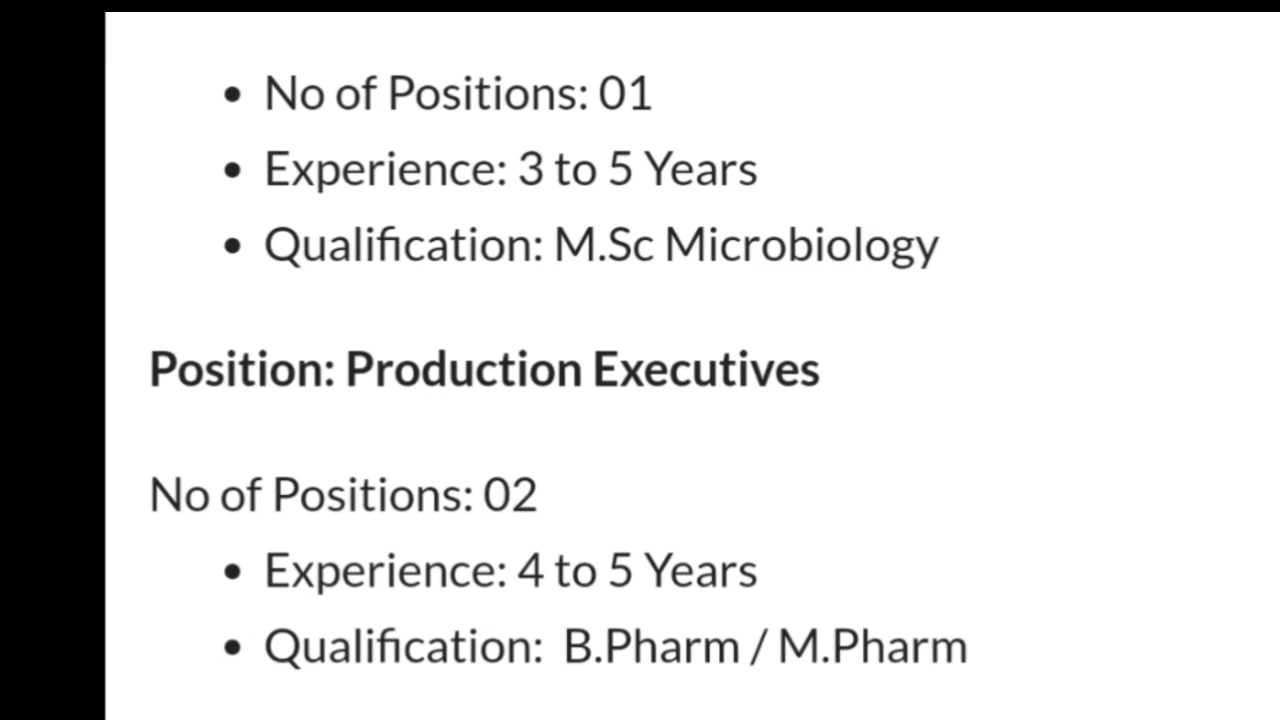 • No of Positions: 01
• Experience: 3 to 5 Years
• Qualification: M.Sc Microbiology
Position: Production Executives
No of Positions: 02
• Experience: 4 to 5 Years
• Qualification:  B.Pharm / M.Pharm